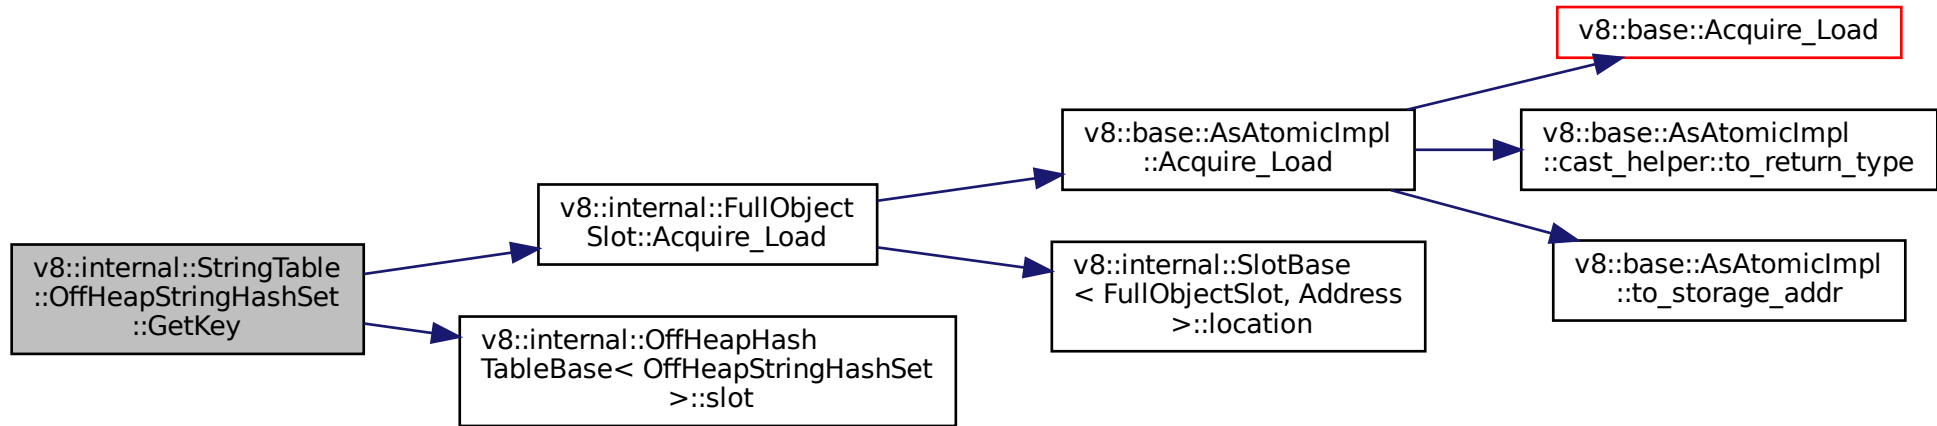 v8::internal::StringTable
::OffHeapStringHashSet
::GetKey
v8::internal::FullObject
Slot::Acquire_Load
v8::internal::OffHeapHash
TableBase< OffHeapStringHashSet
>::slot
v8::base::AsAtomicImpl
::Acquire_Load
v8::internal::SlotBase
< FullObjectSlot, Address
>::location
v8::base::Acquire_Load
v8::base::AsAtomicImpl
::cast_helper::to_return_type
v8::base::AsAtomicImpl
::to_storage_addr